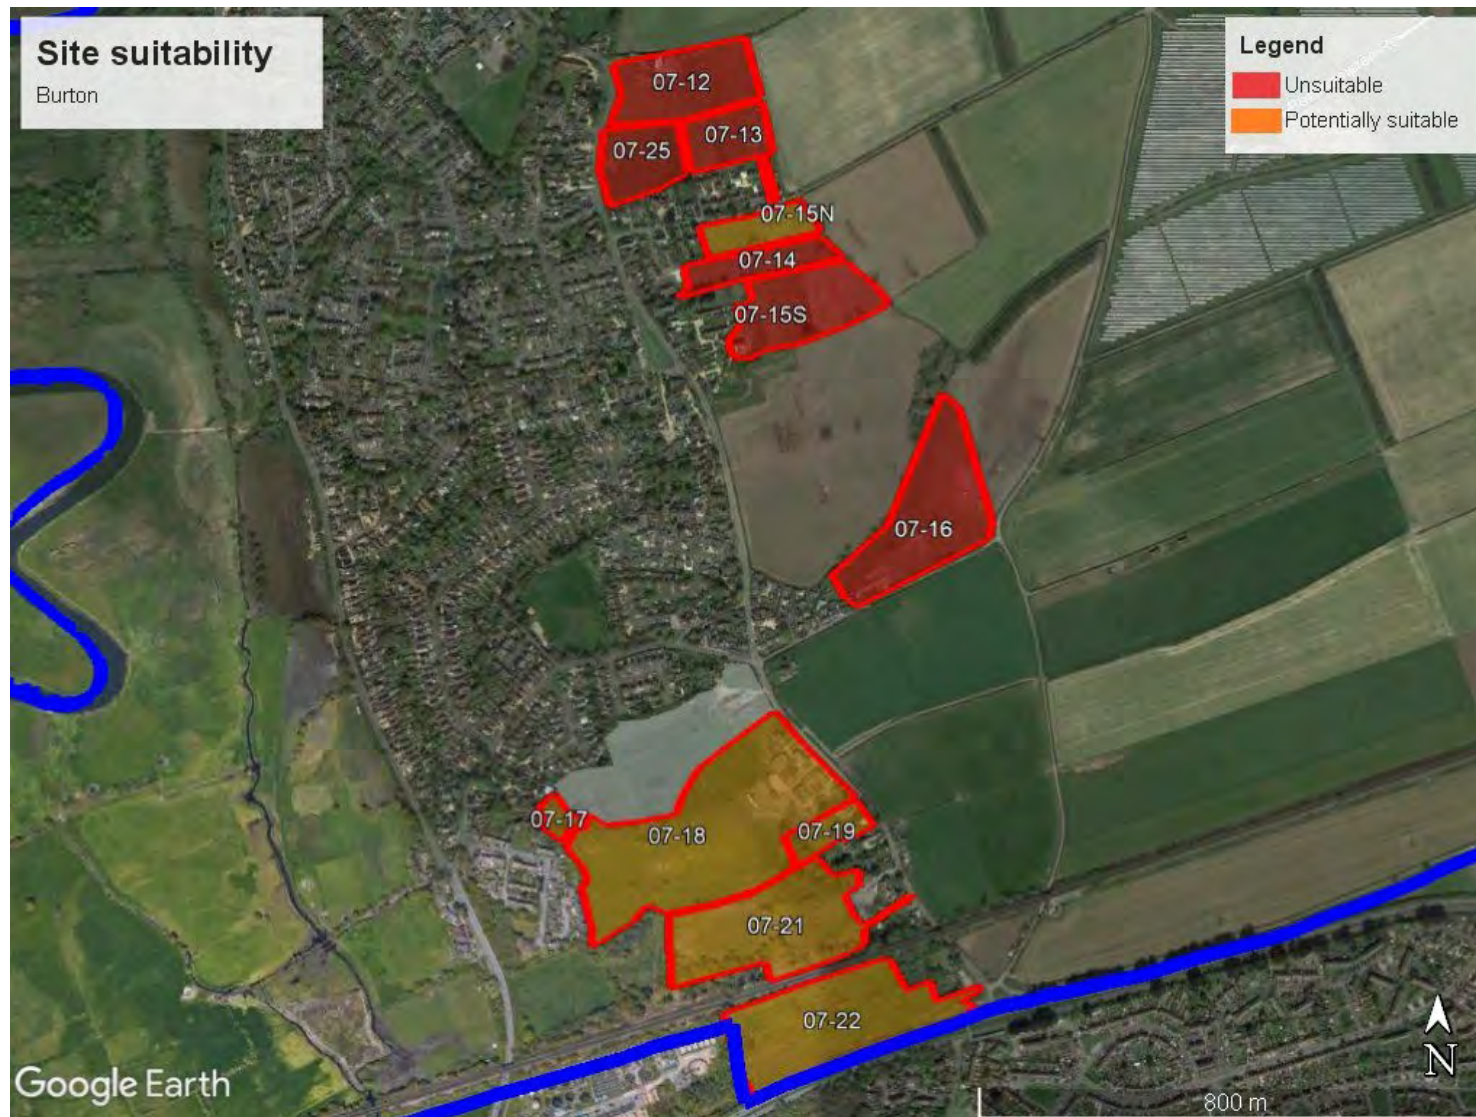 Site suitability
Burton
Legend
Unsuitable
Potentially suitable
07-12
07-13
07-25
07-15N
07-14
07-15S
07-16
07-17
07-18
07-19
07-21
07-22
Google Earth
800 m
N